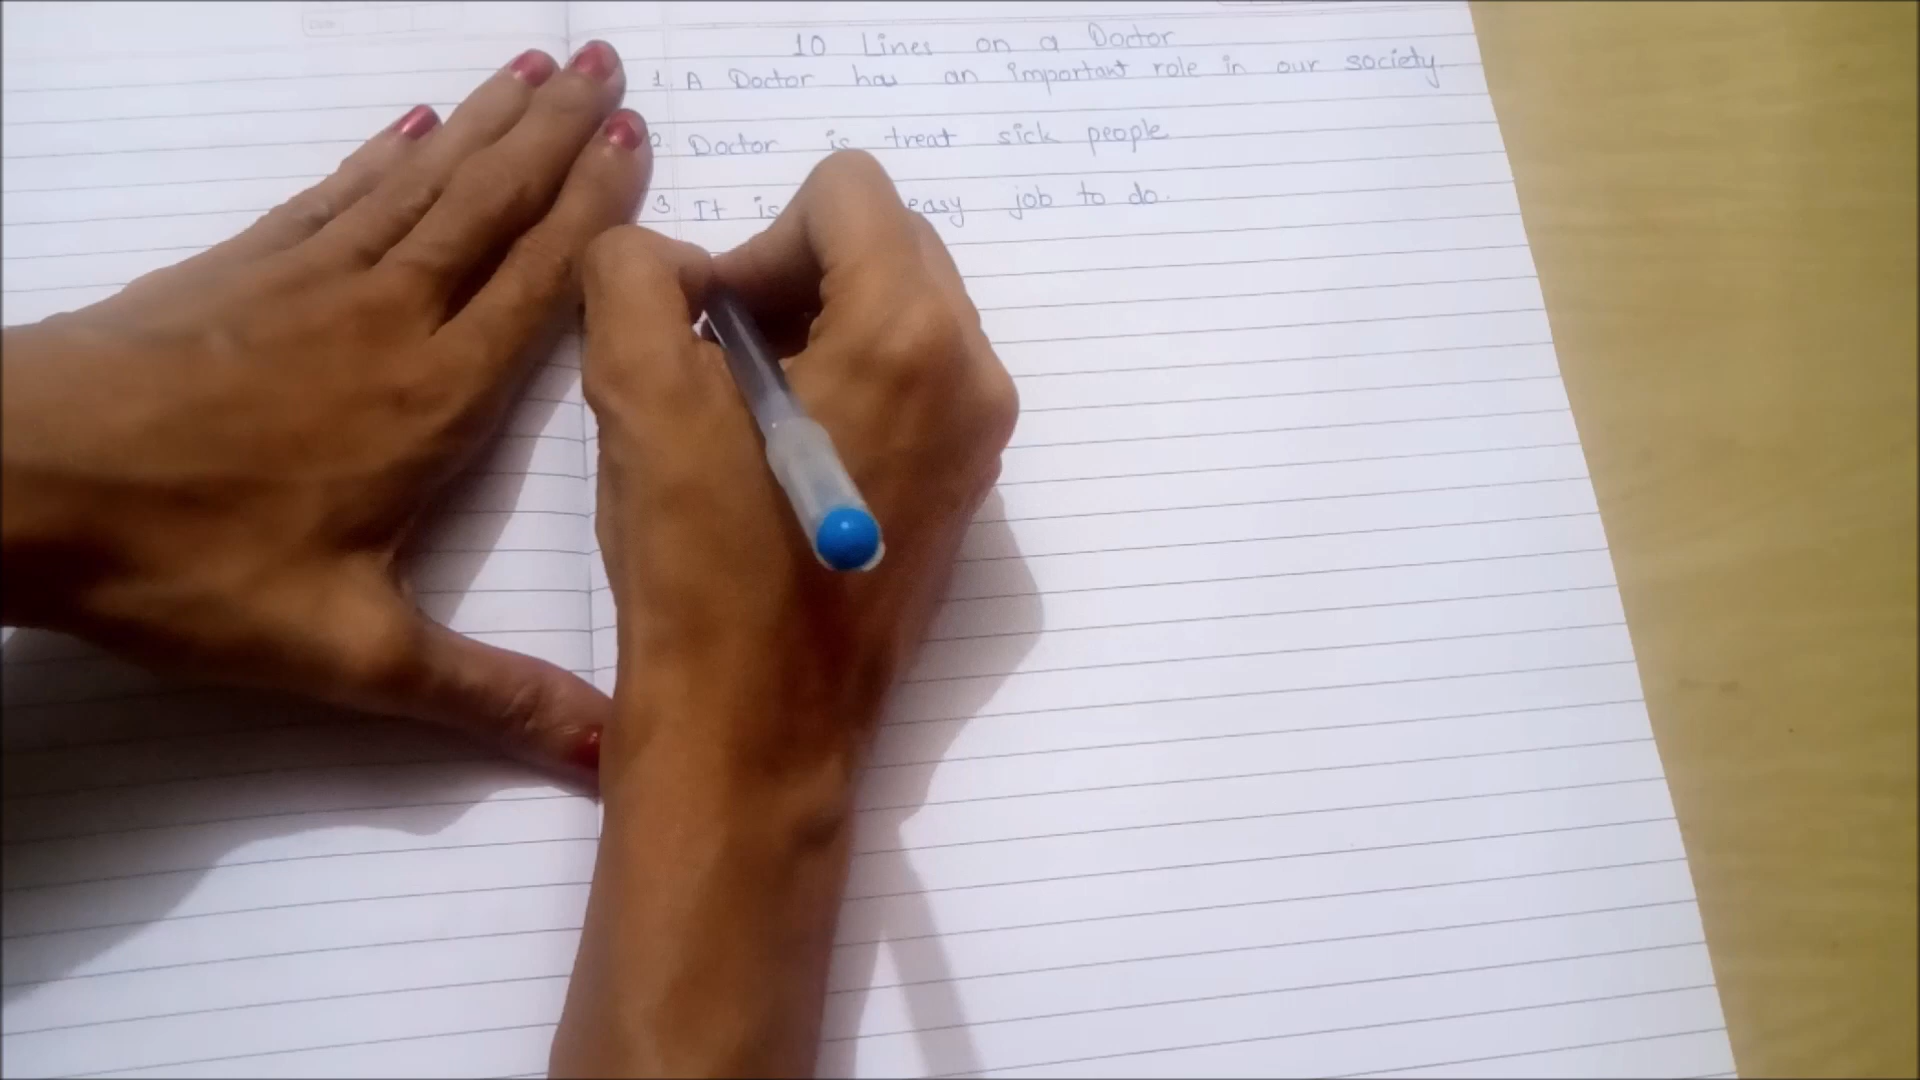 10 Lines on a Doctor
1. A Doctor has an important role in our society.
2. Doctor is treat sick people
3. It is easy job to do.